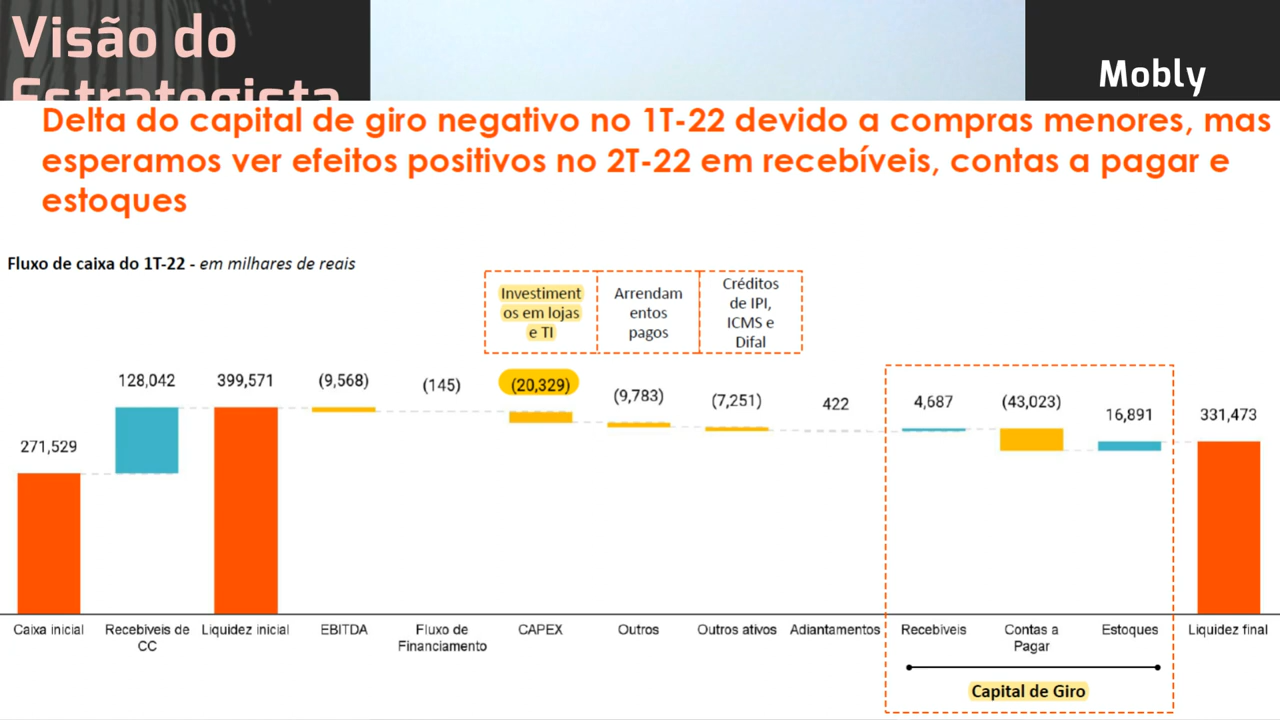 Visão do
Estrategista
Mobly
Delta do capital de giro negativo no 1T-22 devido a compras menores, mas
esperamos ver efeitos positivos no 2T-22 em recebíveis, contas a pagar e
estoques
Fluxo de caixa do 1T-22 - em milhares de reais
Investiment
os em lojas
e TI
Arrendam
entos
pagos
Créditos
de IPI,
ICMS e
Difal
271,529
128,042
399,571
(9,568)
(145)
(20,329)
(9,783)
(7,251)
422
4,687
(43,023)
16,891
331,473
Caixa inicial
Recebíveis de
CC
Liquidez inicial
EBITDA
Fluxo de
Financiamento
CAPEX
Outros
Outros ativos
Adiantamentos
Recebíveis
Contas a
Pagar
Estoques
Liquidez final
Capital de Giro